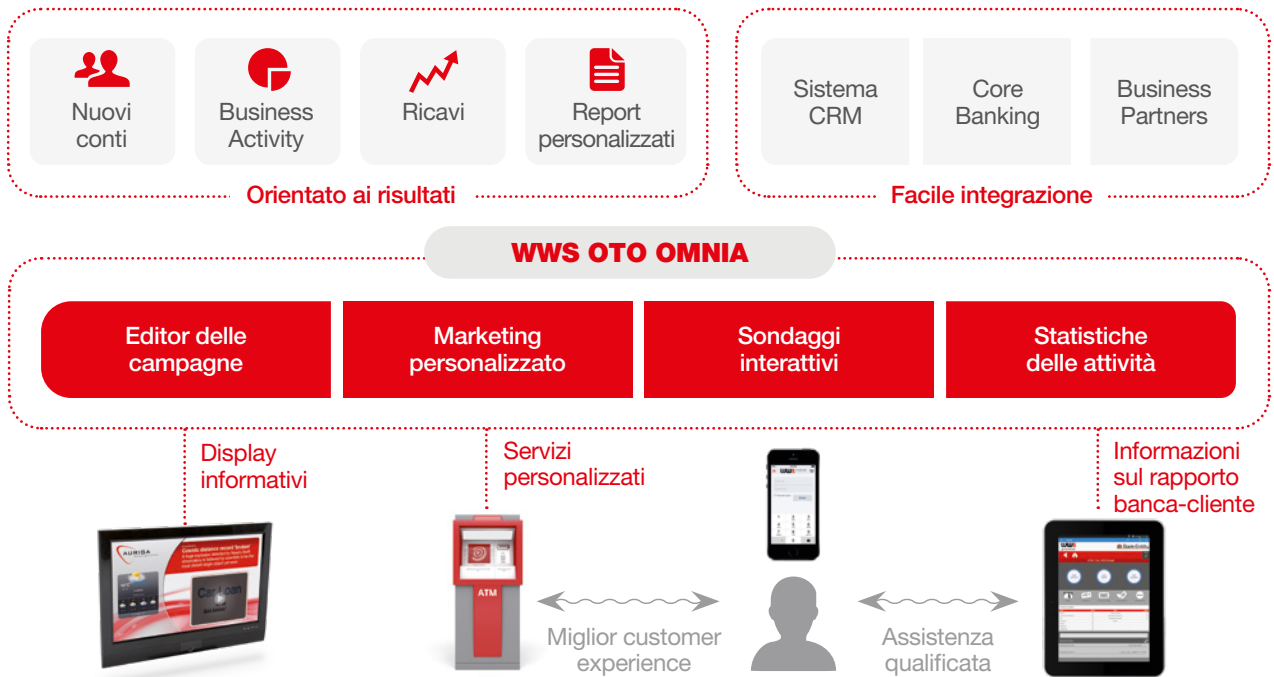 Nuovi
conti
Business
Activity
Ricavi
Report
personalizzati
Orientato ai risultati
Sistema
CRM
Core
Banking
Business
Partners
Facile integrazione
WWS OTO OMNIA
Editor delle
campagne
Marketing
personalizzato
Sondaggi
interattivi
Statistiche
delle attività
Display
informativi
Servizi
personalizzati
Informazioni
sul rapporto
banca-cliente
AURIGA
Car Loan
ATM
Miglior customer
experience
Assistenza
qualificata